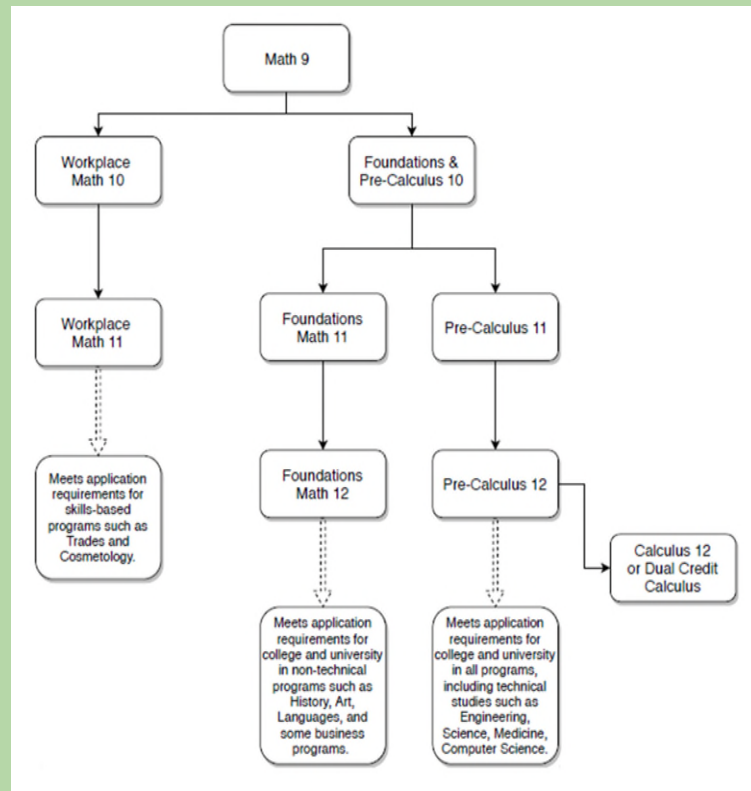 Math 9
Workplace
Math 10
Foundations &
Pre-Calculus 10
Workplace
Math 11
Foundations
Math 11
Pre-Calculus 11
Meets application
requirements for
skills-based
programs such as
Trades and
Cosmetology.
Foundations
Math 12
Pre-Calculus 12
Calculus 12
or Dual Credit
Calculus
Meets application
requirements for
college and university
in non-technical
programs such as
History, Art,
Languages, and
some business
programs.
Meets application
requirements for
college and university
in all programs,
including technical
studies such as
Engineering,
Science, Medicine,
Computer Science.